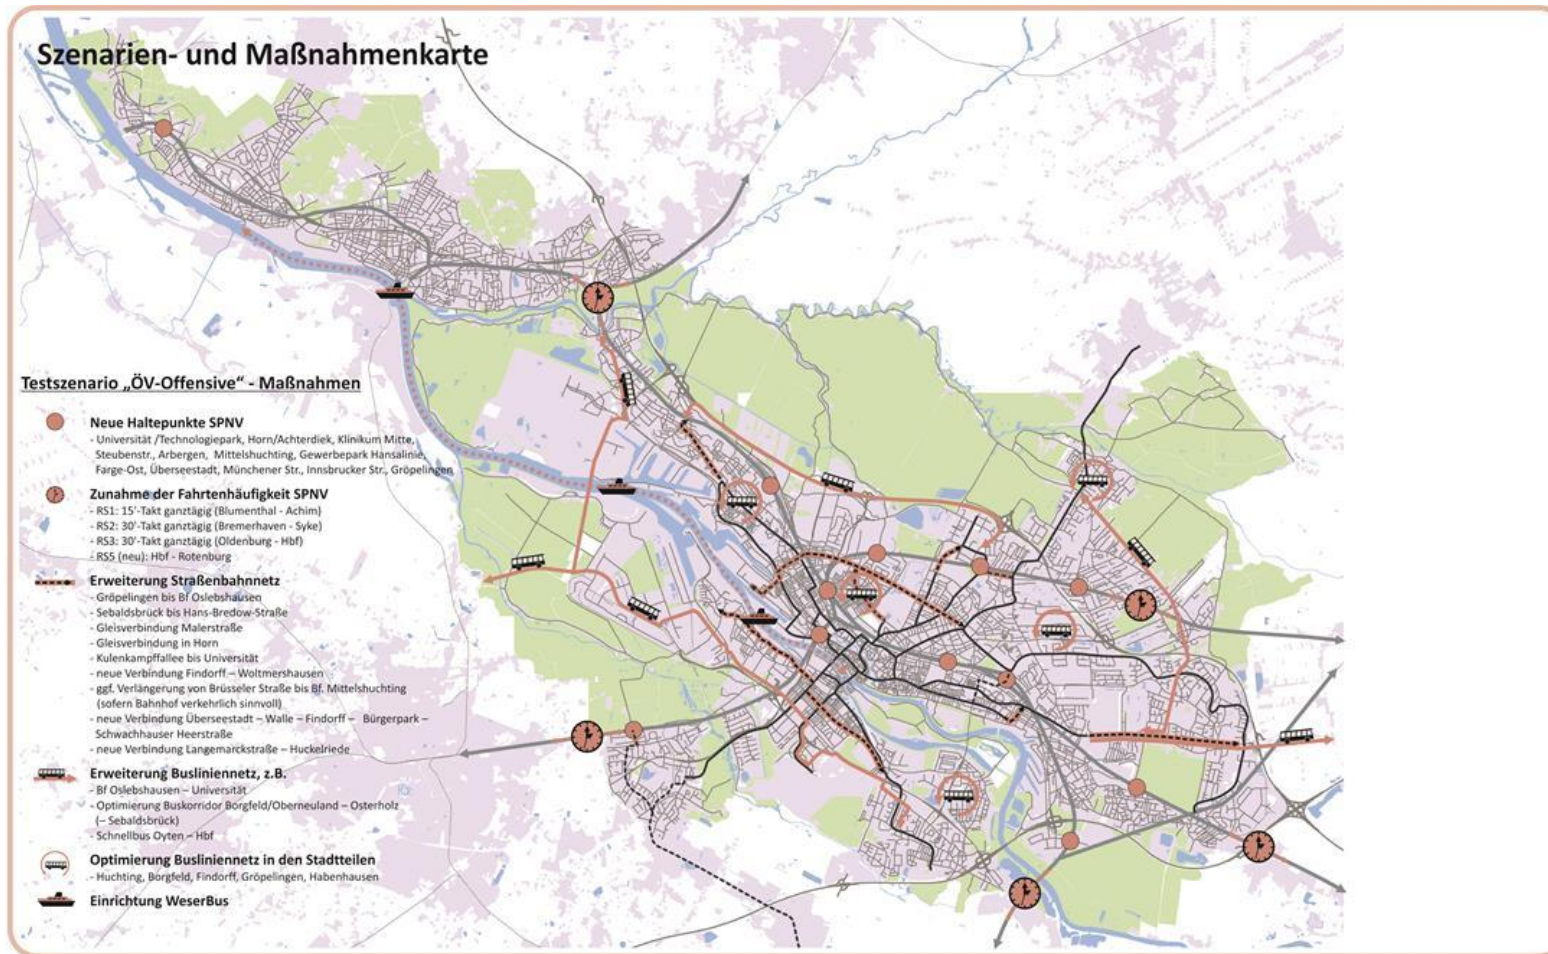 Szenarien- und Maßnahmenkarte
Testszenario „ÖV-Offensive“ - Maßnahmen
Neue Haltepunkte SPNV
- Universität /Technologiepark, Horn/Achterdiek, Klinikum Mitte,
Steubenstr., Arbergen, Mittelshuchting, Gewerbepark Hansalinie,
Farge-Ost, Überseestadt, Münchener Str., Innsbrucker Str., Gröpelingen
Zunahme der Fahrtenhäufigkeit SPNV
- RS1: 15'-Takt ganztägig (Blumenthal - Achim)
- RS2: 30'-Takt ganztägig (Bremerhaven - Syke)
- RS3: 30'-Takt ganztägig (Oldenburg - Hbf)
- RS5 (neu): Hbf - Rotenburg
Erweiterung Straßenbahnnetz
- Gröpelingen bis Bf Oslebshausen
- Sebaldsbrück bis Hans-Bredow-Straße
- Gleisverbindung Malerstraße
- Gleisverbindung in Horn
- Kulenkampffallee bis Universität
- neue Verbindung Findorff – Woltmershausen
- ggf. Verlängerung von Brüsseler Straße bis Bf. Mittelshuchting
(sofern Bahnhof verkehrlich sinnvoll)
- neue Verbindung Überseestadt – Walle – Findorff – Bürgerpark –
Schwachhauser Heerstraße
- neue Verbindung Langemarckstraße – Huckelriede
Erweiterung Busliniennetz, z.B.
- Bf Oslebshausen – Universität
- Optimierung Buskorridor Borgfeld/Oberneuland – Osterholz
(– Sebaldsbrück)
- Schnellbus Oyten – Hbf
Optimierung Busliniennetz in den Stadtteilen
- Huchting, Borgfeld, Findorff, Gröpelingen, Habenhausen
Einrichtung WeserBus